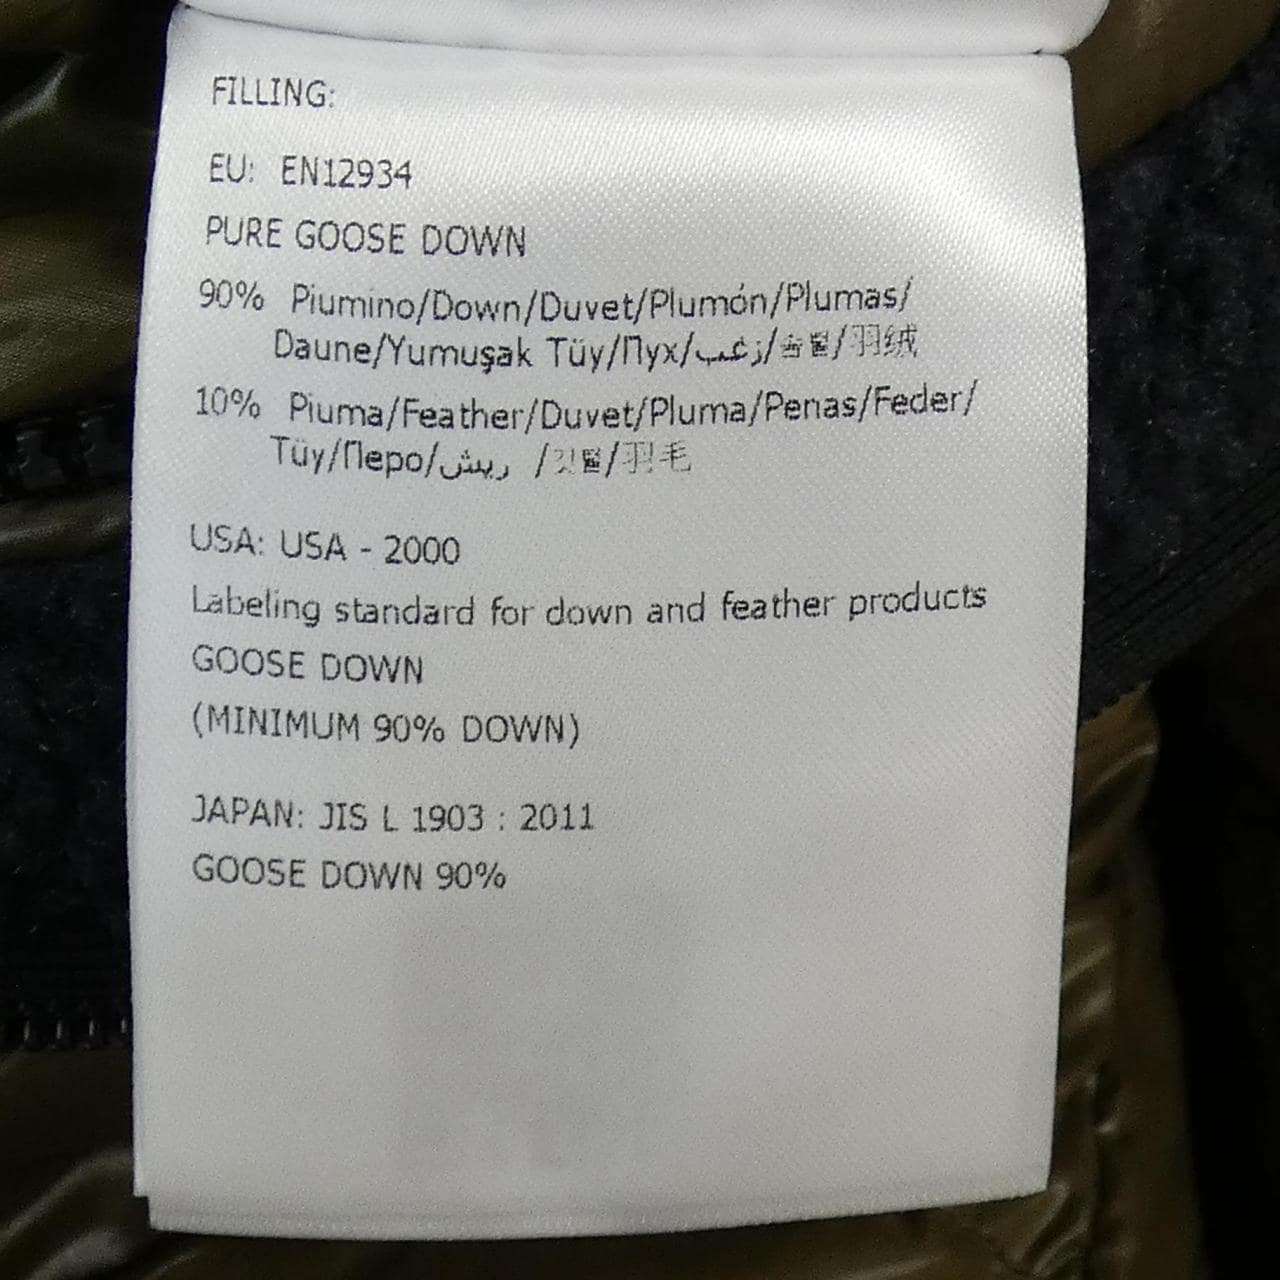 FILLING:
EU: EN12934
PURE GOOSE DOWN
90% Piumino/Down/Duvet/Plumón/Plumas/
Daune/Yumuşak Tüy/Пух/زغب/솜털/羽绒
10% Piuma/Feather/Duvet/Pluma/Penas/Feder/
Tüy/Перо/ريش /깃털/羽毛
USA: USA - 2000
Labeling standard for down and feather products
GOOSE DOWN
(MINIMUM 90% DOWN)
JAPAN: JIS L 1903 : 2011
GOOSE DOWN 90%